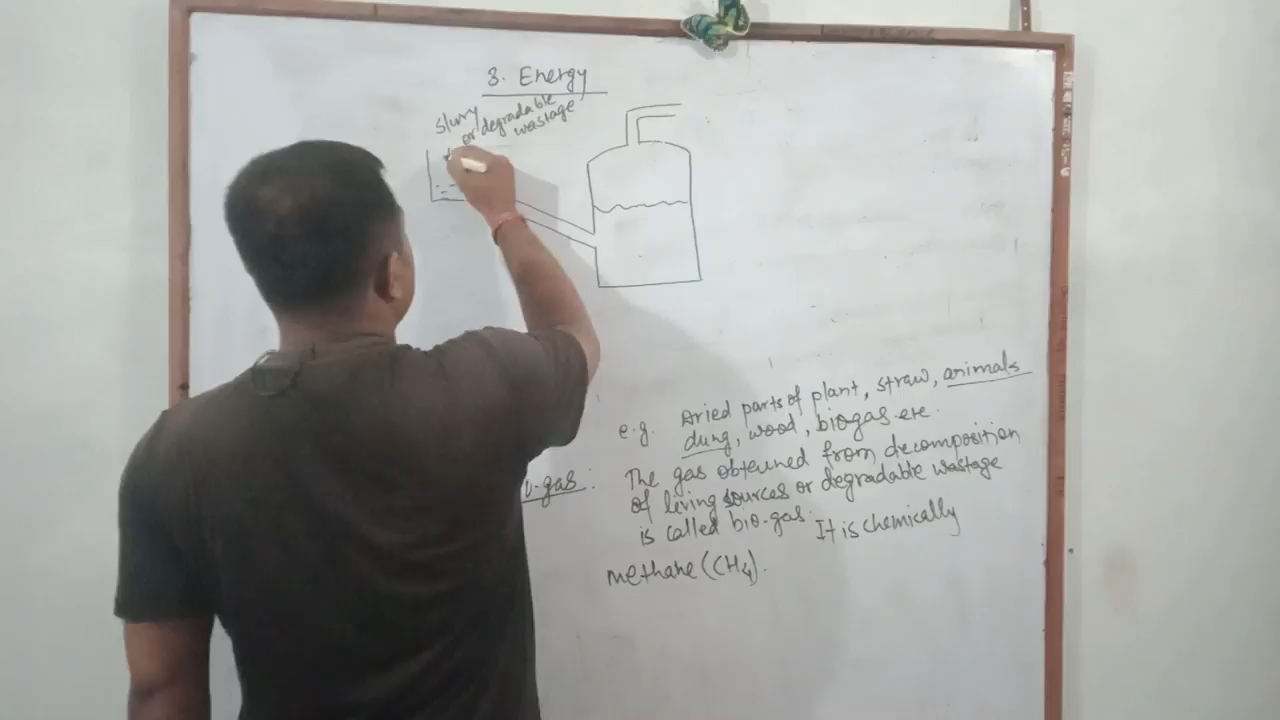 3. Energy
Slurry
or degradable
wastage
e.g. Dried parts of plant, straw, animals
dung, wood, biogas etc.
o-gas: The gas obtained from decomposition
of living sources or degradable wastage
is called bio-gas. It is chemically
methane (CH4).